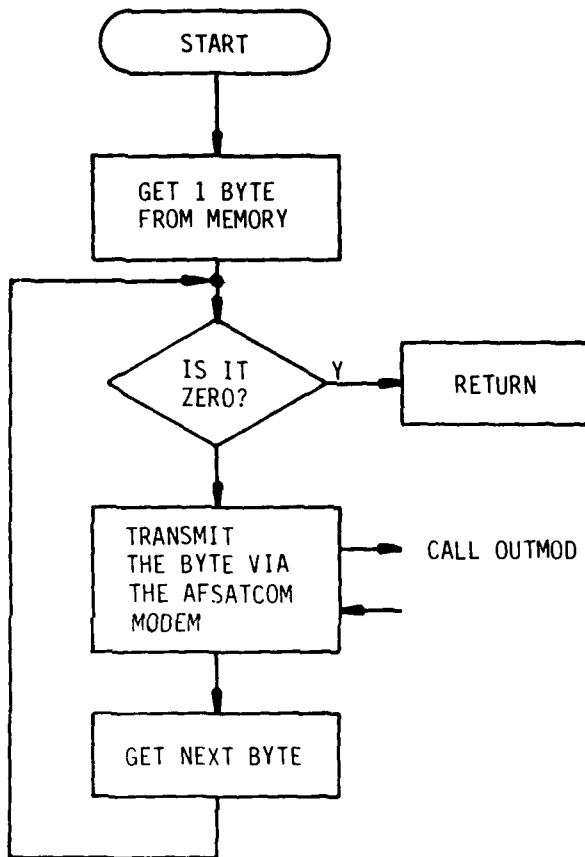 START
GET 1 BYTE
FROM MEMORY
IS IT
ZERO?
Y
RETURN
TRANSMIT
THE BYTE VIA
THE AFSATCOM
MODEM
CALL OUTMOD
GET NEXT BYTE